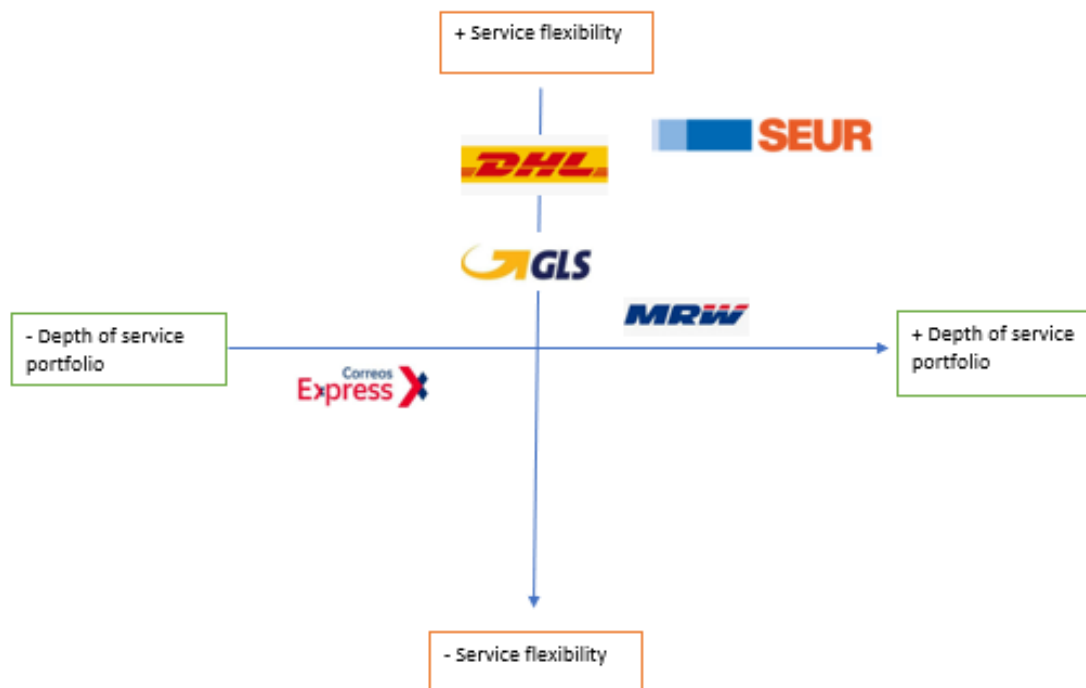 + Service flexibility
SEUR
DHL
GLS
MRW
- Depth of service
portfolio
+ Depth of service
portfolio
Correos
Express
- Service flexibility